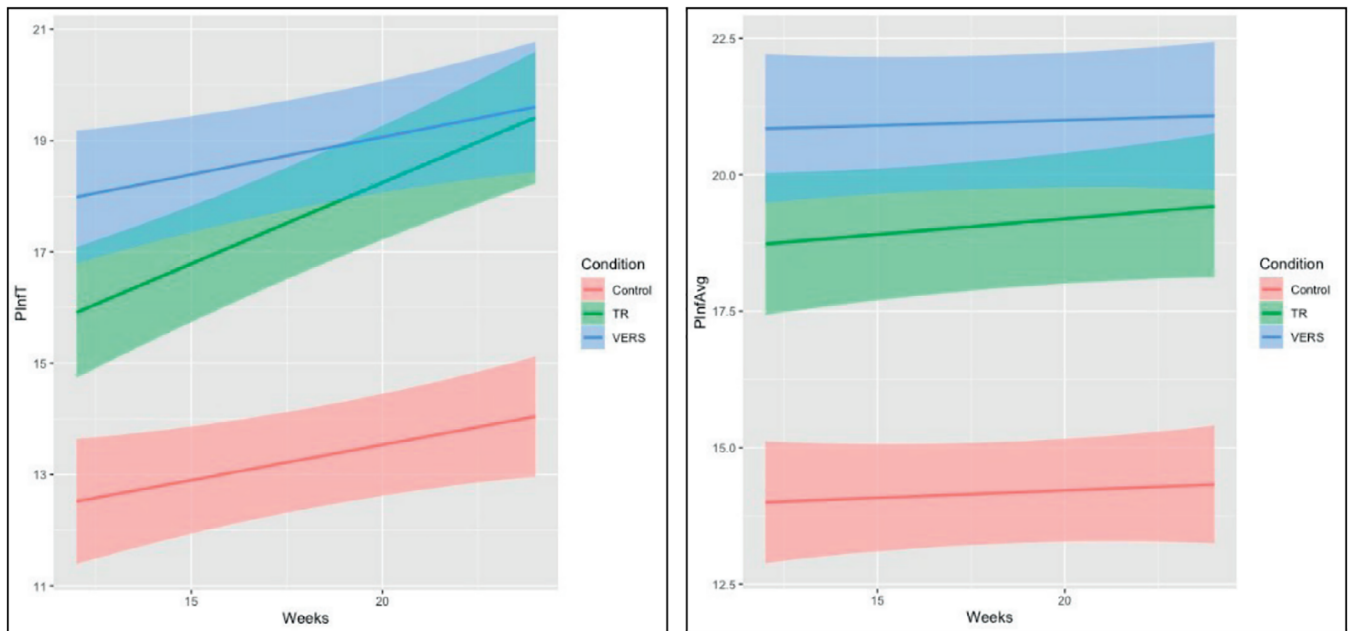 21
19
17
15
13
11
PInfT
15
20
Weeks
Condition
Control
TR
VERS
22.5
20.0
17.5
15.0
12.5
PInfAvg
15
20
Weeks
Condition
Control
TR
VERS